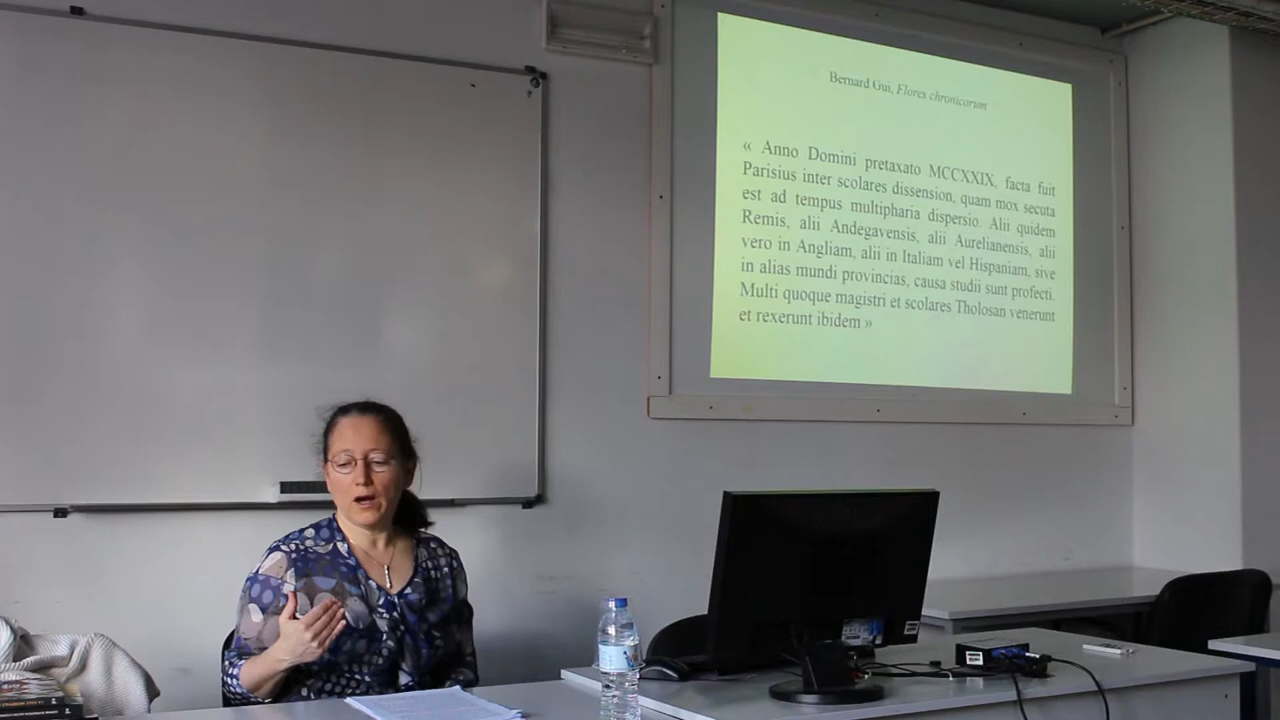 Bernard Gui, Flores chronicorum
« Anno Domini pretaxato MCCXXIX, facta fuit
Parisius inter scolares dissension, quam mox secuta
est ad tempus multipharia dispersio. Alii quidem
Remis, alii Andegavensis, alii Aurelianensis, alii
vero in Angliam, alii in Italiam vel Hispaniam, sive
in alias mundi provincias, causa studii sunt profecti.
Multi quoque magistri et scolares Tholosan venerunt
et rexerunt ibidem »